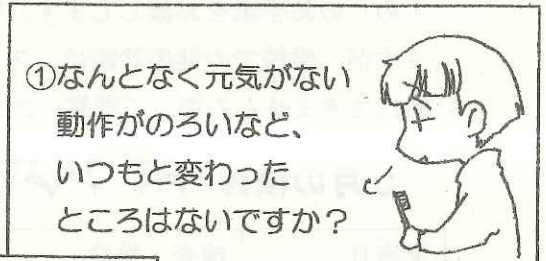 ①なんとなく元気がない
動作がのろいなど、
いつもと変わった
ところはないですか？